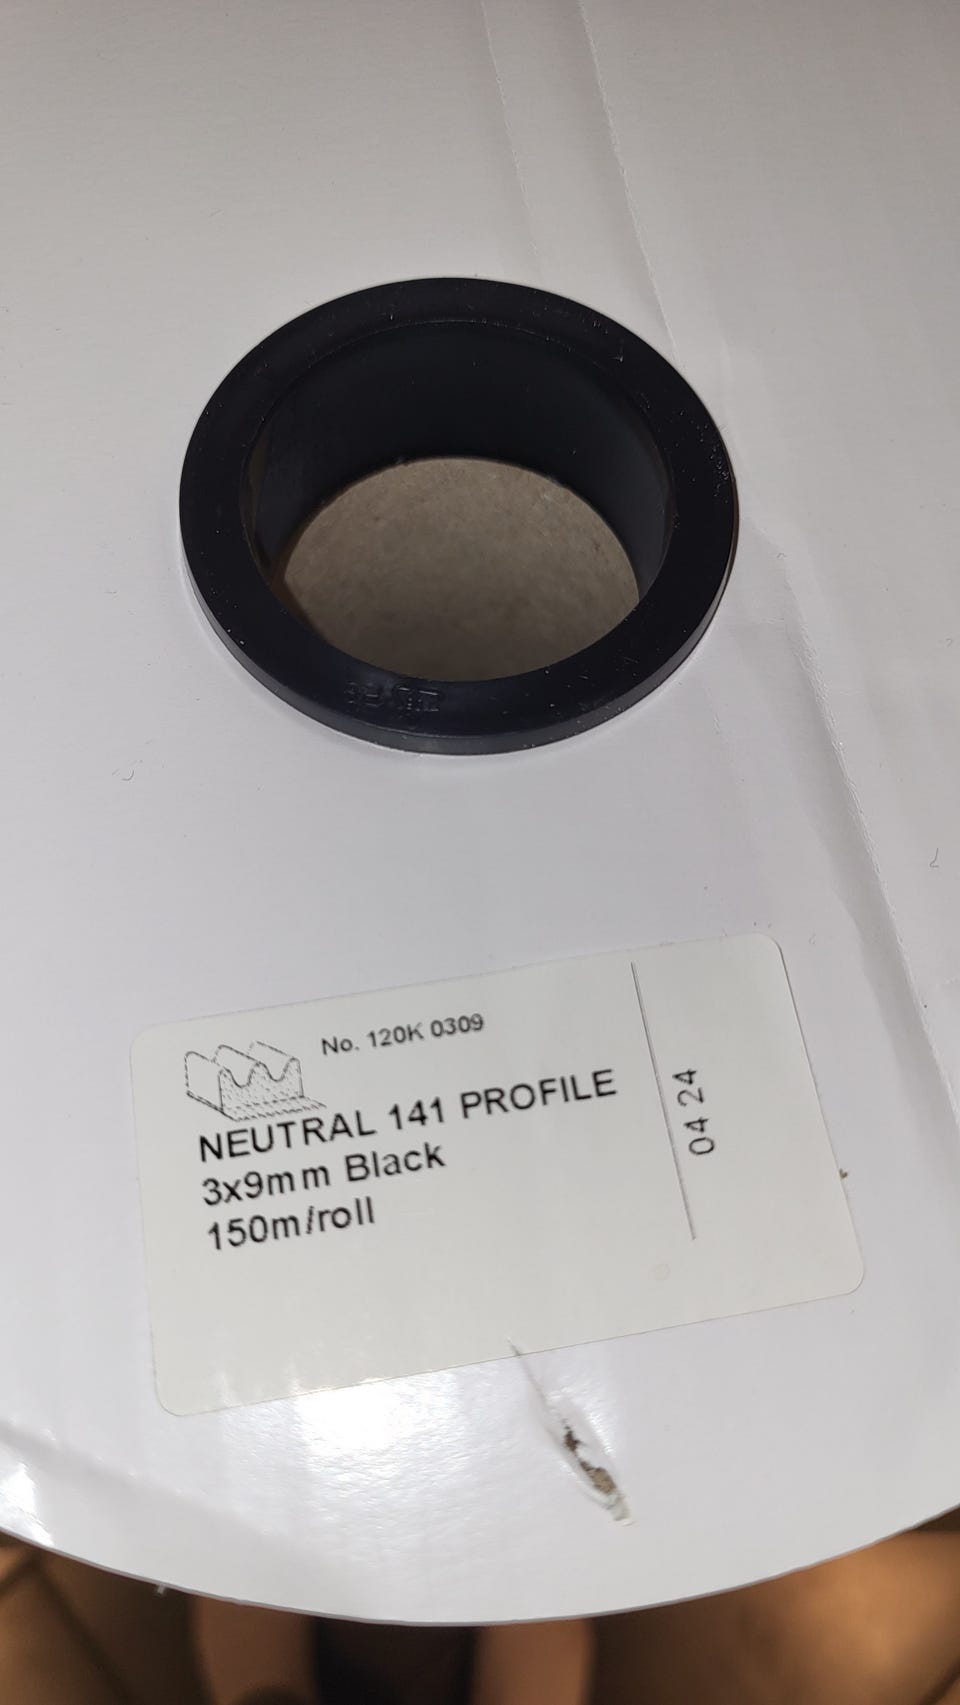 No. 120K 0309
NEUTRAL 141 PROFILE
3x9mm Black
150m/roll
04 24